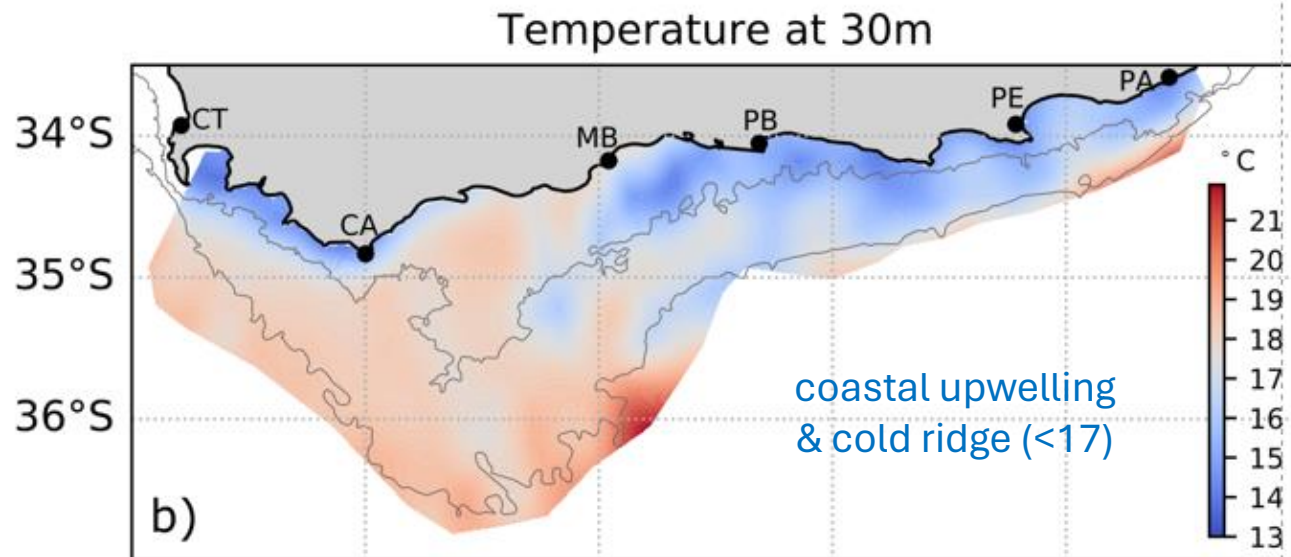 Temperature at 30m
34°S
35°S
36°S
CT
CA
MB
PB
PE
PA
°C
21
20
19
18
17
16
15
14
13
coastal upwelling
& cold ridge (<17)
b)